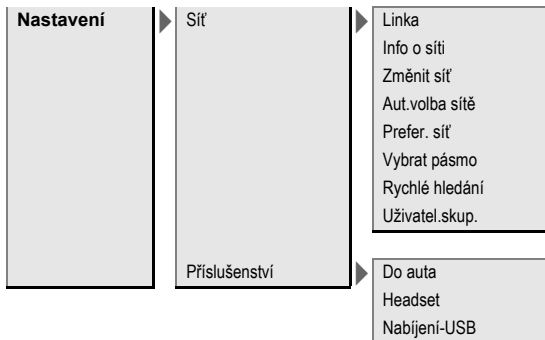 Nastavení
Síť
Linka
Info o síti
Změnit síť
Aut.volba sítě
Prefer. síť
Vybrat pásmo
Rychlé hledání
Uživatel.skup.
Příslušenství
Do auta
Headset
Nabíjení-USB